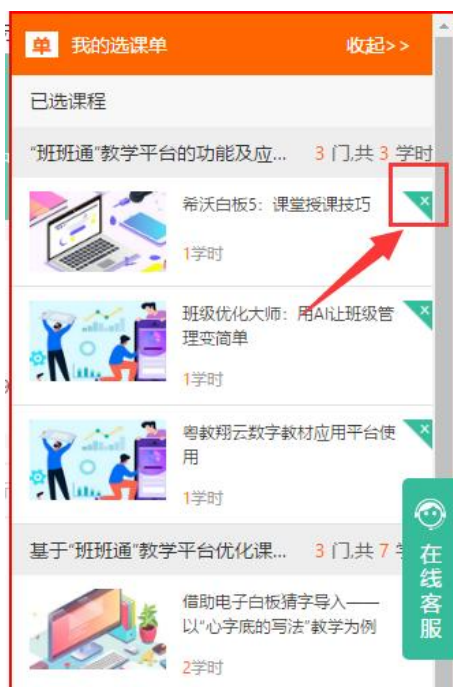 单 我的选课单 收起>>
已选课程
“班班通”教学平台的功能及应... 3 门,共 3 学时
希沃白板5：课堂授课技巧
1学时
班级优化大师：用AI让班级管
理变简单
1学时
粤教翔云数字教材应用平台使
用
1学时
基于“班班通”教学平台优化课... 3 门,共 7
在线客服
借助电子白板猜字导入——
以“心字底的写法”教学为例
2学时